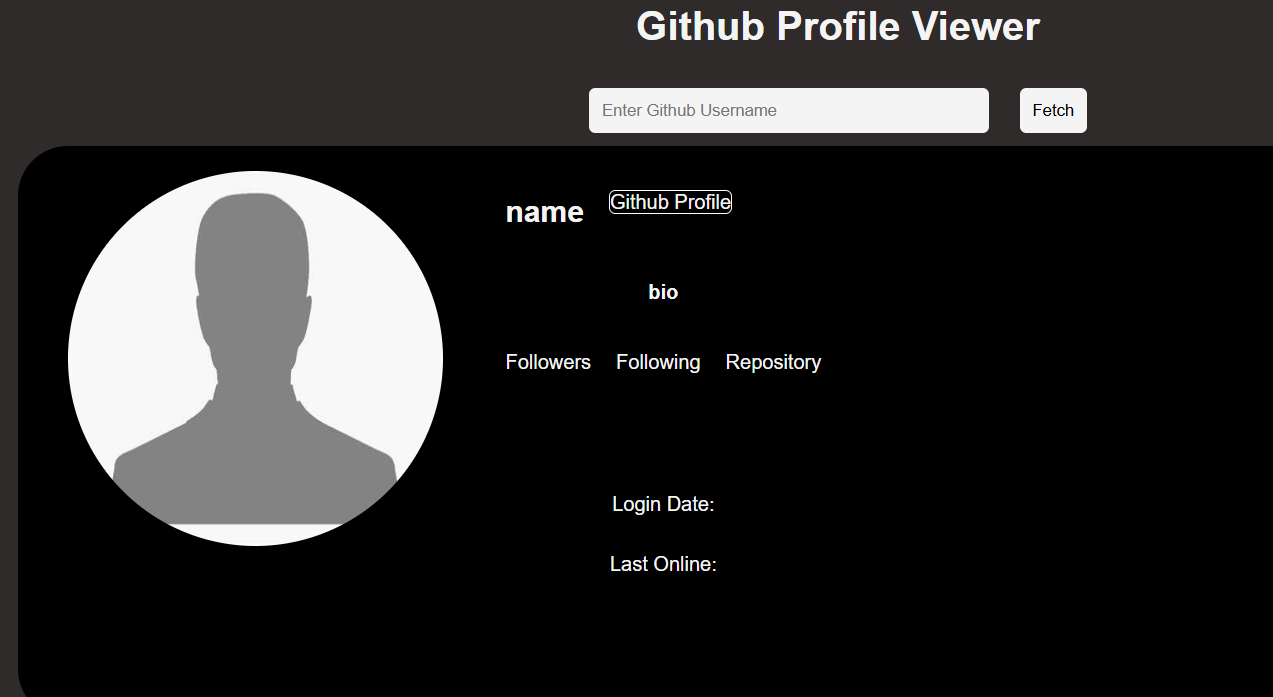 Github Profile Viewer
Enter Github Username Fetch
name Github Profile
bio
Followers Following Repository
Login Date:
Last Online: